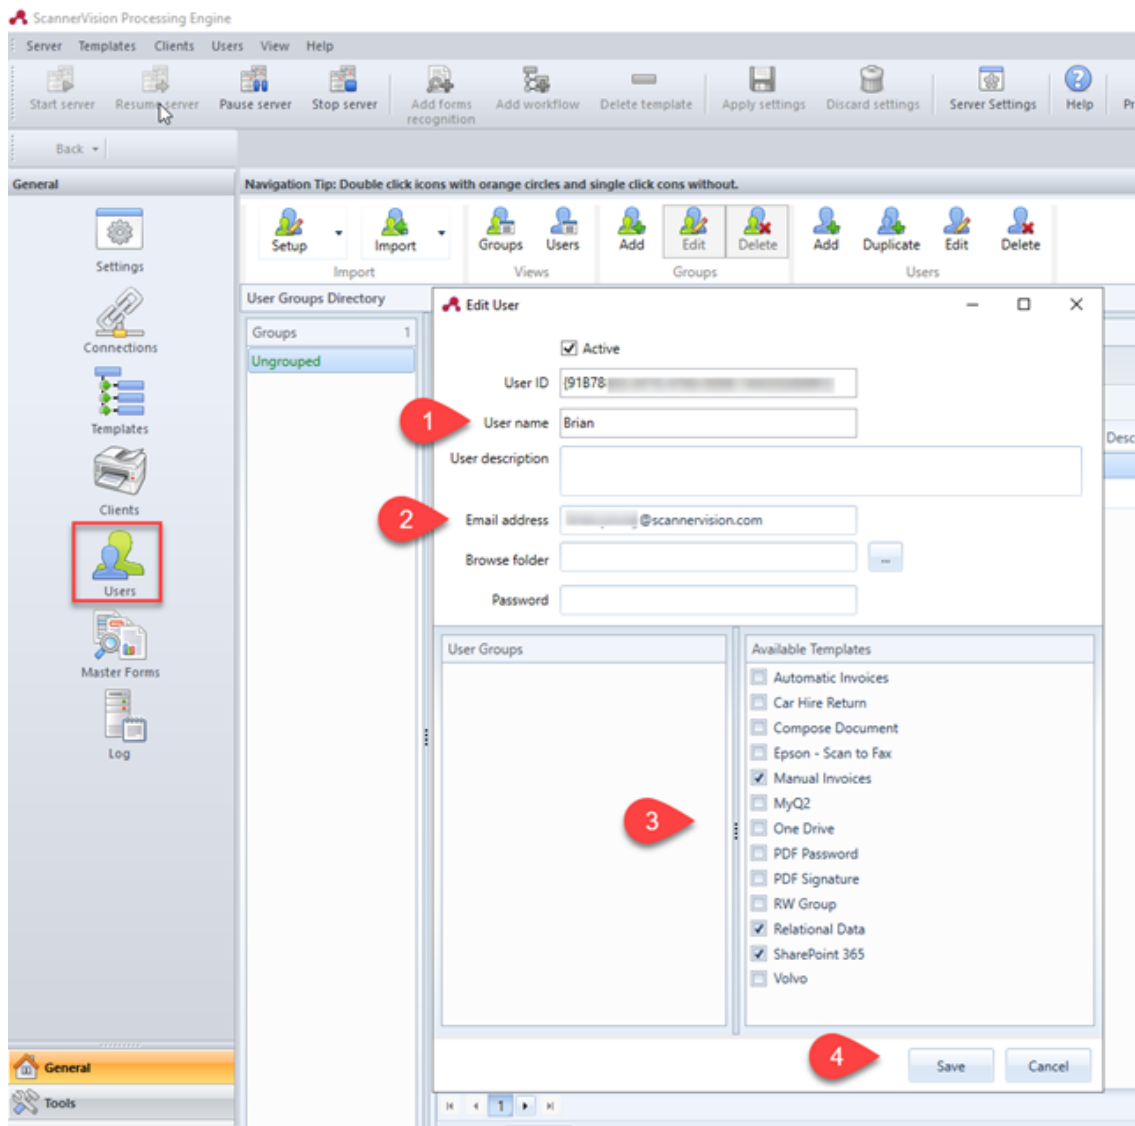 ScannerVision Processing Engine
Server Templates Clients Users View Help
Start server Resume server Pause server Stop server Add forms recognition Add workflow Delete template Apply settings Discard settings Server Settings Help Pr
Back
General
Navigation Tip: Double click icons with orange circles and single click cons without.
Setup Import Groups Users Add Edit Delete Add Duplicate Edit Delete
Import Views Groups Users
Settings
Connections
Templates
Clients
Users
Master Forms
Log
General
Tools
User Groups Directory
Groups 1
Ungrouped
Edit User
Active
User ID {91B78
1
User name Brian
User description
Desc
2
Email address @scannervision.com
Browse folder ...
Password
User Groups
Available Templates
Automatic Invoices
Car Hire Return
Compose Document
Epson - Scan to Fax
Manual Invoices
MyQ2
3
One Drive
PDF Password
PDF Signature
RW Group
Relational Data
SharePoint 365
Volvo
4
Save Cancel
1